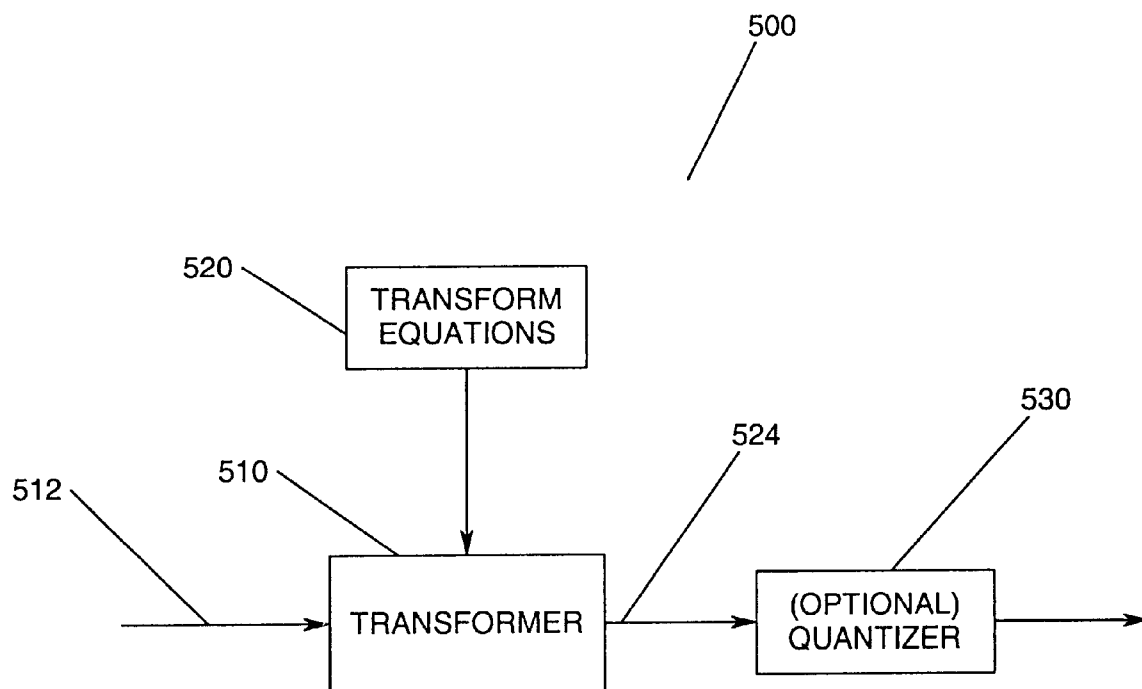 500
520
TRANSFORM
EQUATIONS
530
524
510
512
TRANSFORMER
(OPTIONAL)
QUANTIZER